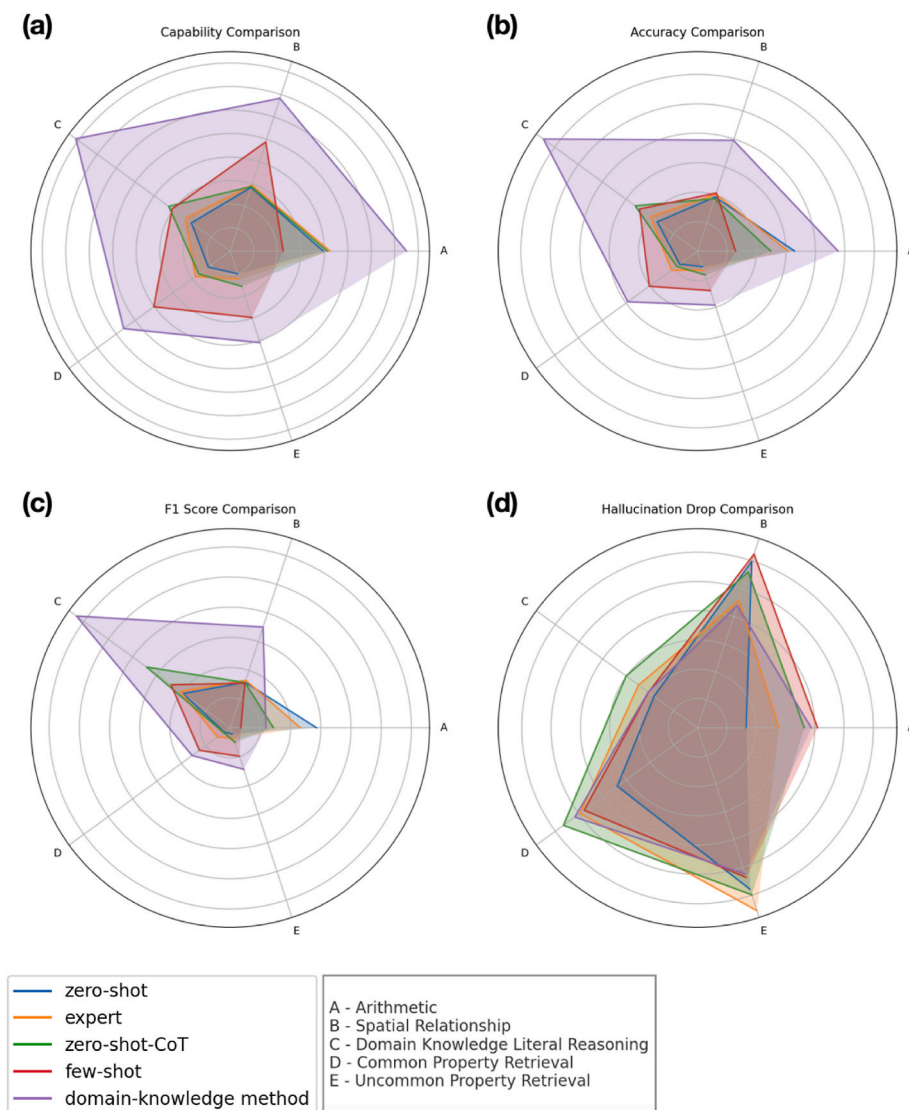 (a)
Capability Comparison
A
B
C
D
E
(b)
Accuracy Comparison
A
B
C
D
E
(c)
F1 Score Comparison
A
B
C
D
E
(d)
Hallucination Drop Comparison
A
B
C
D
E
zero-shot
expert
zero-shot-CoT
few-shot
domain-knowledge method
A - Arithmetic
B - Spatial Relationship
C - Domain Knowledge Literal Reasoning
D - Common Property Retrieval
E - Uncommon Property Retrieval